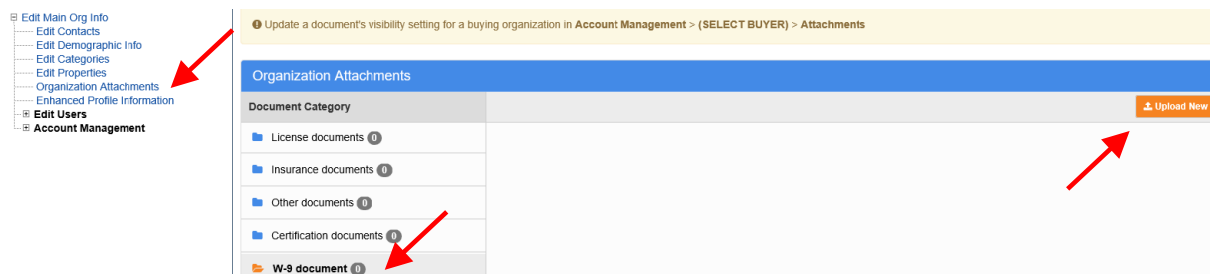 Edit Main Org Info
Edit Contacts
Edit Demographic Info
Edit Categories
Edit Properties
Organization Attachments
Enhanced Profile Information
Edit Users
Account Management
Update a document's visibility setting for a buying organization in Account Management > (SELECT BUYER) > Attachments
Organization Attachments
Document Category
Upload New
License documents 0
Insurance documents 0
Other documents 0
Certification documents 0
W-9 document 0